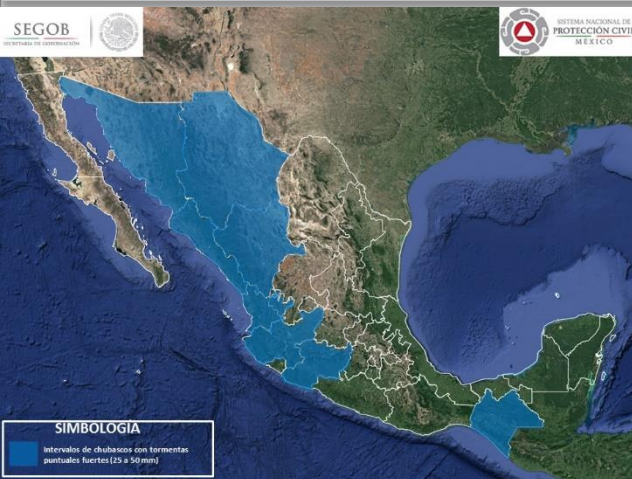 SEGOB
SECRETARÍA DE GOBERNACIÓN
SISTEMA NACIONAL DE
PROTECCIÓN CIVIL
MÉXICO
SIMBOLOGÍA
Intervalos de chubascos con tormentas
puntuales fuertes (25 a 50 mm)